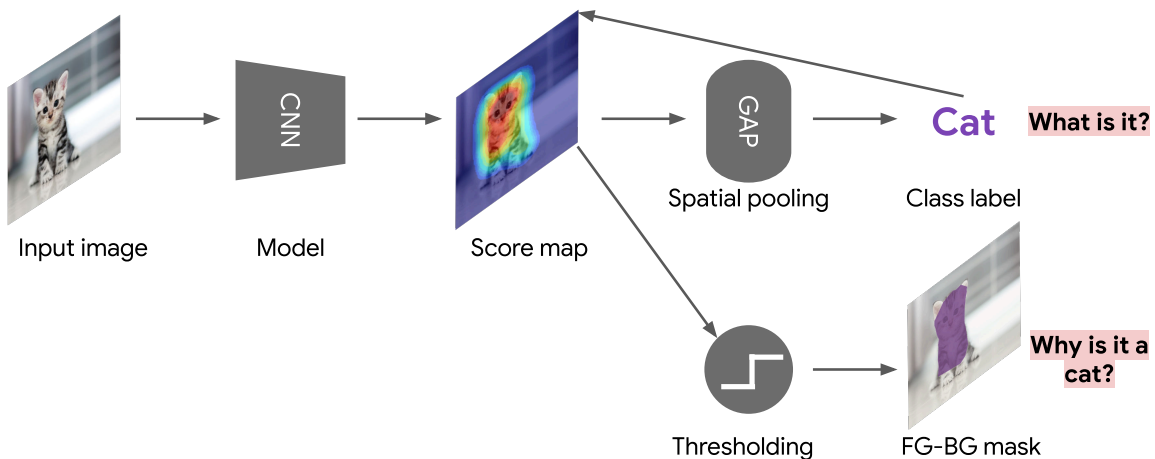 CNN
GAP
Cat
What is it?
Spatial pooling
Class label
Input image
Model
Score map
Why is it a
cat?
Thresholding
FG-BG mask